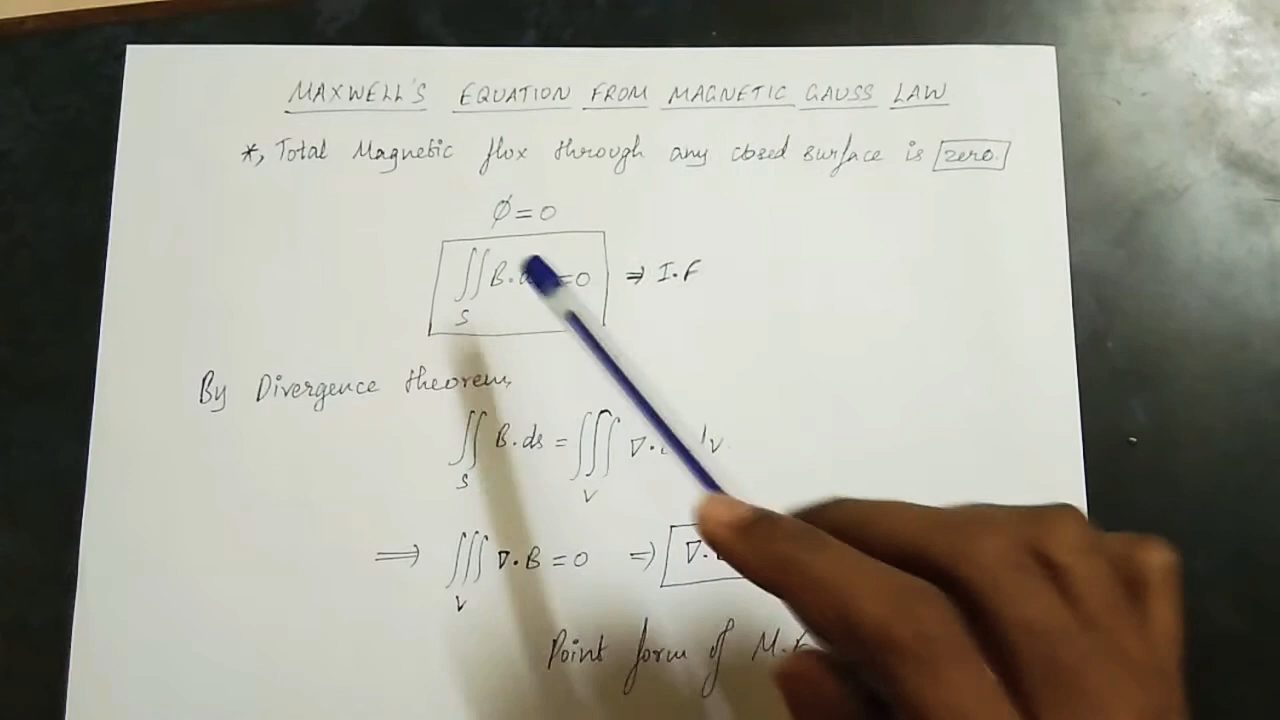 MAXWELL'S EQUATION FROM MAGNETIC GAUSS LAW
*, Total Magnetic flux through any closed surface is zero.
∅ = 0
∬ B. =0 ⇒ I.F
S
By Divergence theorem,
∬ B.ds = ∭ ∇. V
S V
⟹ ∭ ∇.B = 0 ⇒ ∇.
V
Point form of M.